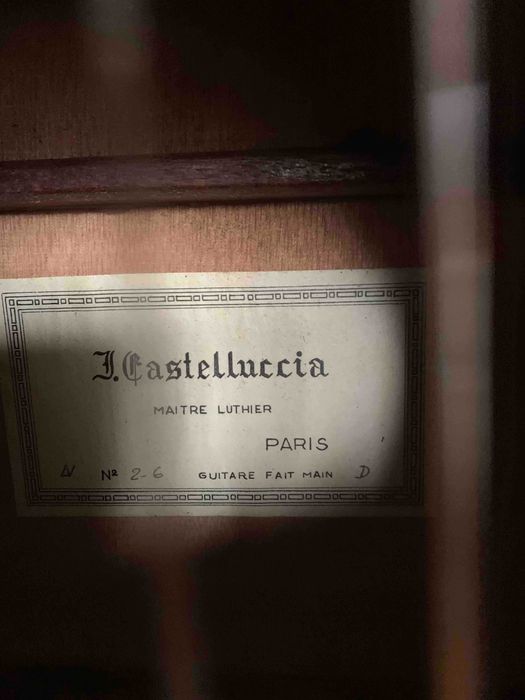 J. Castelluccia
MAITRE LUTHIER
PARIS
Nº 2-6 GUITARE FAIT MAIN D